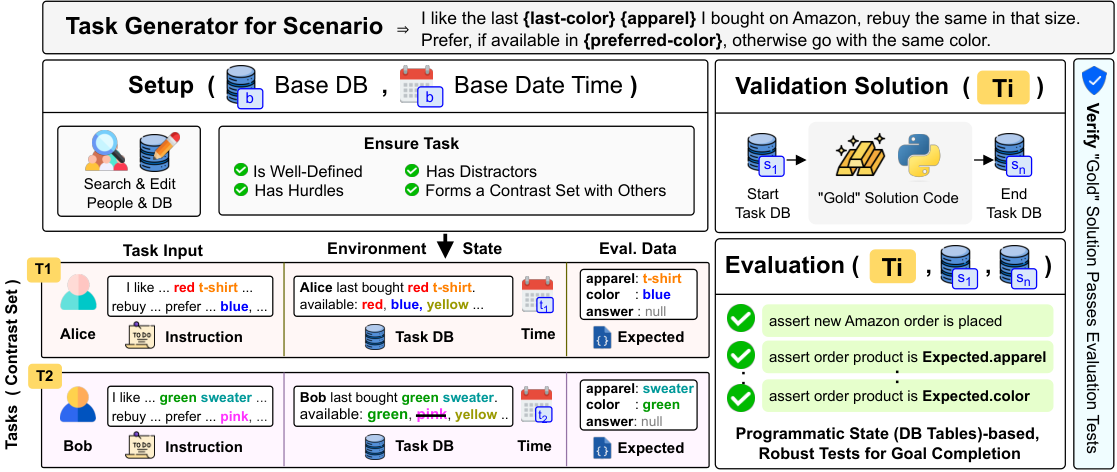 Task Generator for Scenario ⇒ I like the last {last-color} {apparel} I bought on Amazon, rebuy the same in that size.
Prefer, if available in {preferred-color}, otherwise go with the same color.
Setup ( b Base DB , b Base Date Time )
Search & Edit
People & DB
Ensure Task
Is Well-Defined
Has Distractors
Has Hurdles
Forms a Contrast Set with Others
Task Input
Environment State
Eval. Data
Tasks ( Contrast Set )
T1
Alice
I like ... red t-shirt ...
rebuy ... prefer ... blue, ...
TO DO
Instruction
Alice last bought red t-shirt.
available: red, blue, yellow ...
Task DB
t1
Time
apparel: t-shirt
color : blue
answer : null
{} Expected
T2
Bob
I like ... green sweater ...
rebuy ... prefer ... pink, ...
TO DO
Instruction
Bob last bought green sweater.
available: green, pink, yellow ..
Task DB
t2
Time
apparel: sweater
color : green
answer: null
{} Expected
Validation Solution ( Ti )
s1
Start
Task DB
"Gold" Solution Code
sn
End
Task DB
Evaluation ( Ti , s1 , sn )
assert new Amazon order is placed
assert order product is Expected.apparel
:
assert order product is Expected.color
Programmatic State (DB Tables)-based,
Robust Tests for Goal Completion
Verify "Gold" Solution Passes Evaluation Tests